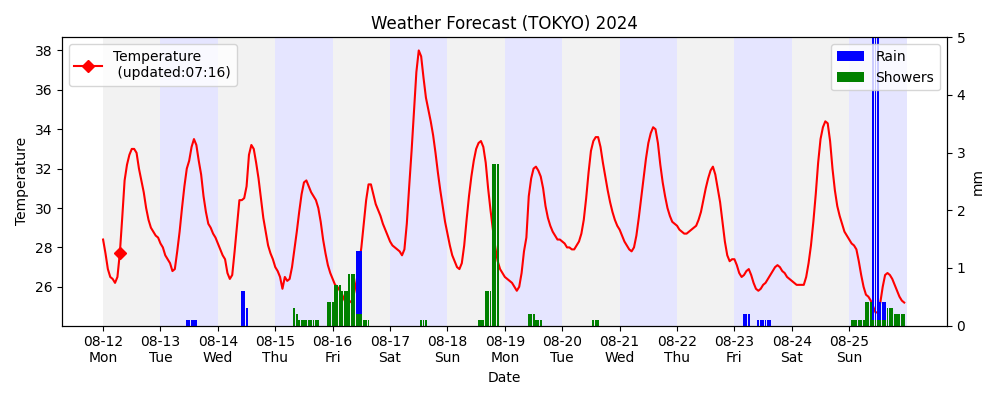 Weather Forecast (TOKYO) 2024
Temperature
(updated:07:16)
Rain
Showers
38
36
34
32
30
28
26
Temperature
5
4
3
2
1
0
mm
08-12 08-13 08-14 08-15 08-16 08-17 08-18 08-19 08-20 08-21 08-22 08-23 08-24 08-25
Mon Tue Wed Thu Fri Sat Sun Mon Tue Wed Thu Fri Sat Sun
Date